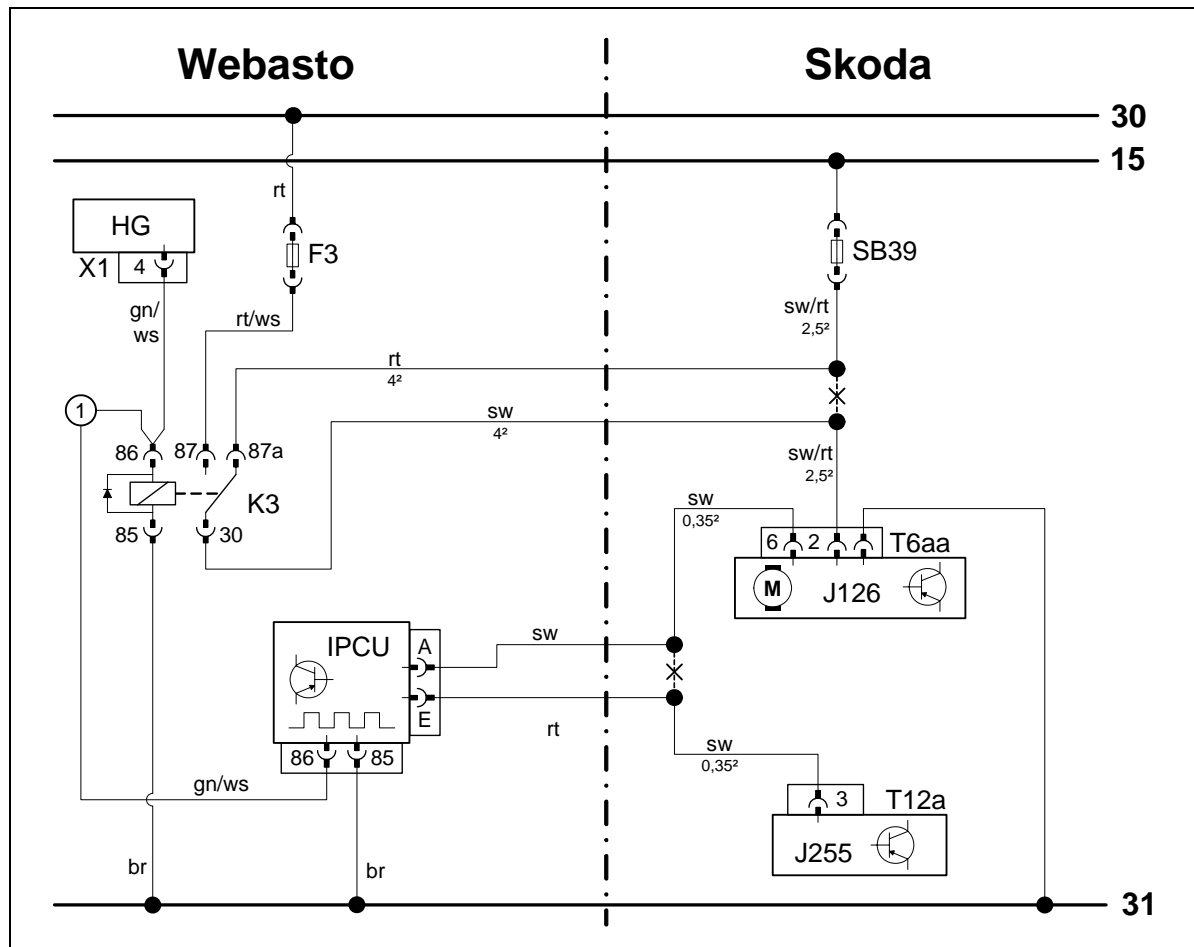 Webasto
Skoda
30
15
rt
HG
X1
4
F3
SB39
gn/
ws
rt/ws
sw/rt
2,5²
rt
4²
1
sw
4²
86
87
87a
sw/rt
2,5²
K3
85
30
sw
0,35²
6
2
T6aa
M
J126
IPCU
A
sw
E
rt
86
85
sw
0,35²
gn/ws
3
T12a
J255
br
br
31